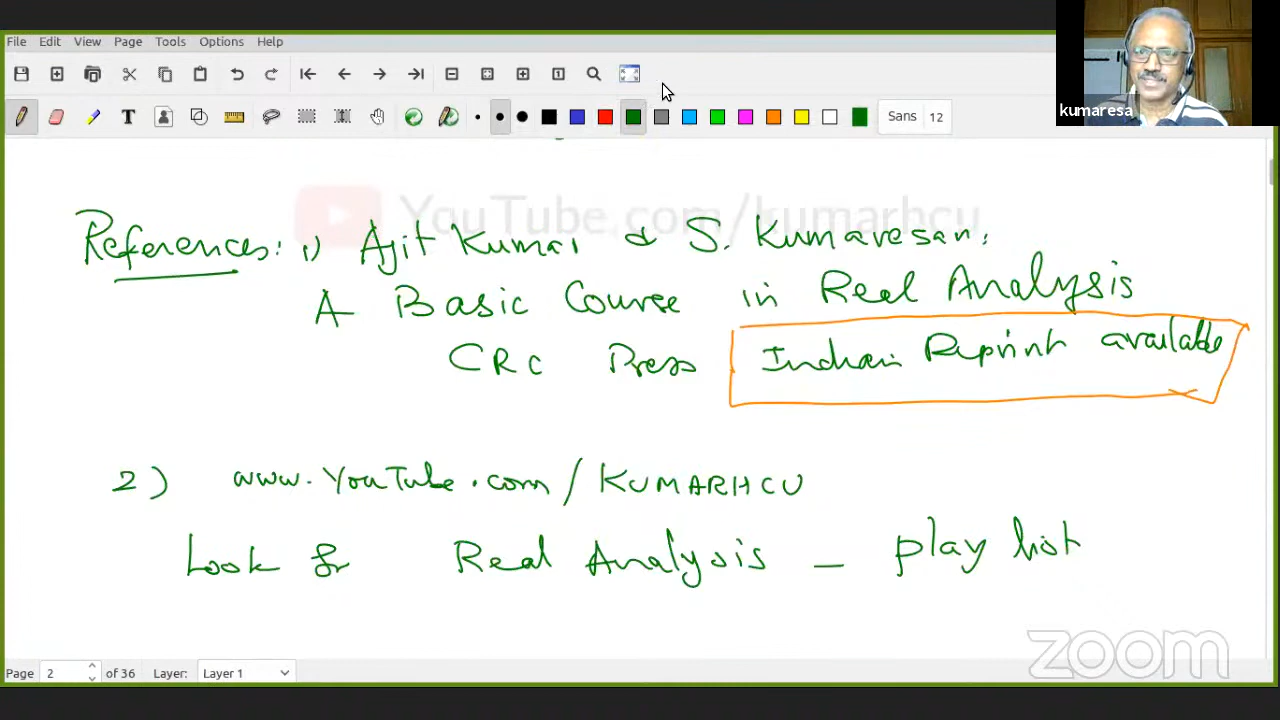 File Edit View Page Tools Options Help
Sans 12
kumaresa
YouTube.com/kumarhcu
References: 1) Ajit Kumar & S. Kumaresan:
A Basic Course in Real Analysis
CRC Press Indian Reprint available
2) www.YouTube.com/KUMARHCU
Look for Real Analysis – play list
zoom
Page 2 of 36 Layer: Layer 1